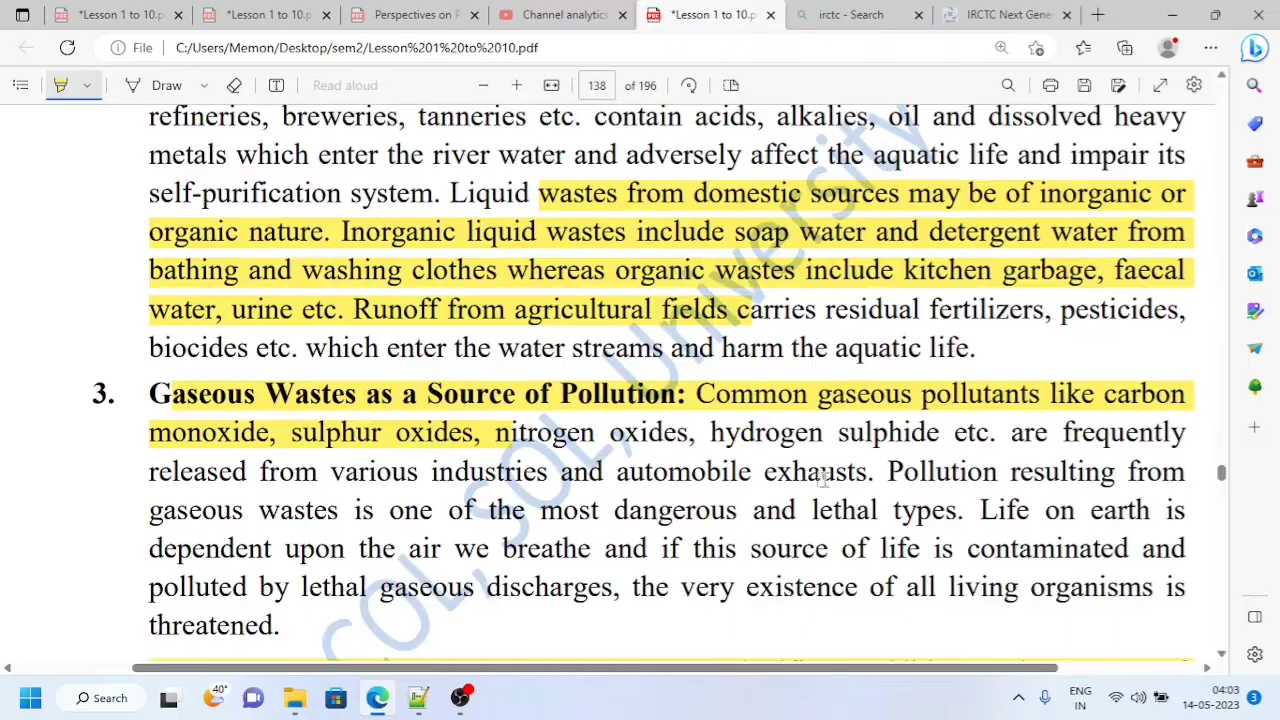 *Lesson 1 to 10.p
*Lesson 1 to 10.p
Perspectives on P
Channel analytics
*Lesson 1 to 10.p
irctc - Search
IRCTC Next Gene
File
C:/Users/Memon/Desktop/sem2/Lesson%201%20to%2010.pdf
Draw
Read aloud
138 of 196
refineries, breweries, tanneries etc. contain acids, alkalies, oil and dissolved heavy
metals which enter the river water and adversely affect the aquatic life and impair its
self-purification system. Liquid wastes from domestic sources may be of inorganic or
organic nature. Inorganic liquid wastes include soap water and detergent water from
bathing and washing clothes whereas organic wastes include kitchen garbage, faecal
water, urine etc. Runoff from agricultural fields carries residual fertilizers, pesticides,
biocides etc. which enter the water streams and harm the aquatic life.
3. Gaseous Wastes as a Source of Pollution: Common gaseous pollutants like carbon
monoxide, sulphur oxides, nitrogen oxides, hydrogen sulphide etc. are frequently
released from various industries and automobile exhausts. Pollution resulting from
gaseous wastes is one of the most dangerous and lethal types. Life on earth is
dependent upon the air we breathe and if this source of life is contaminated and
polluted by lethal gaseous discharges, the very existence of all living organisms is
threatened.
COL, SOL, University
Search
40°
ENG
IN
04:03
14-05-2023
3